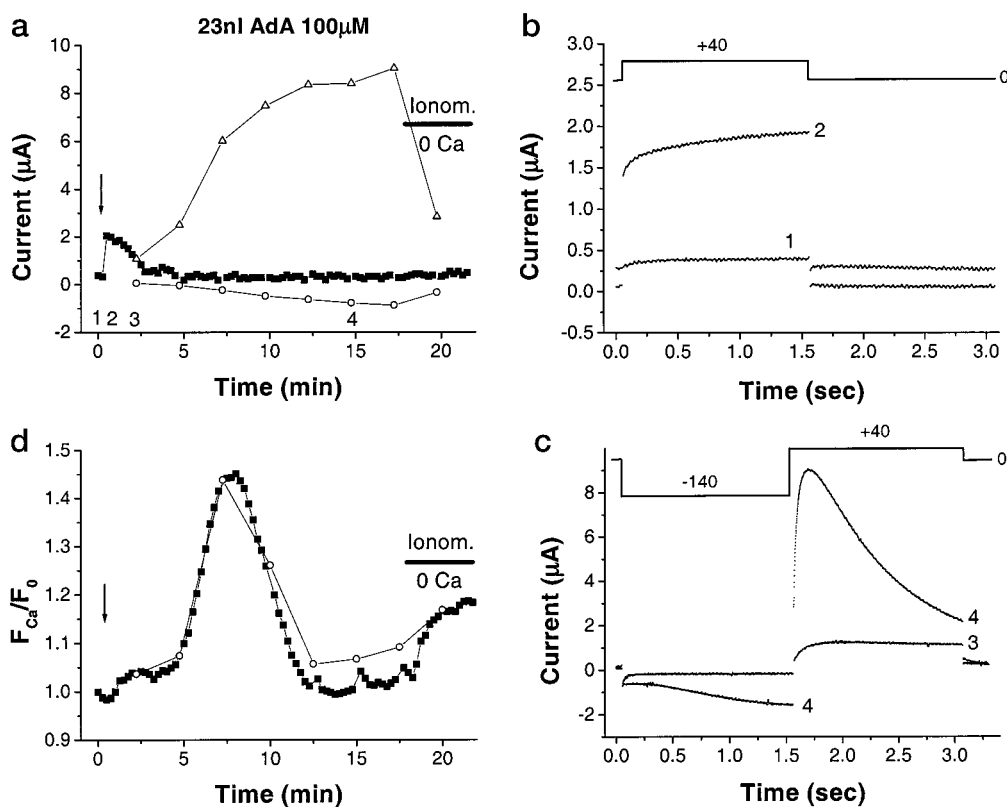 a
23nl AdA 100μM
Current (μA)
10
8
6
4
2
0
-2
Ionom.
0 Ca
1 2 3 4
0 5 10 15 20
Time (min)
b
Current (μA)
3.0
2.5
2.0
1.5
1.0
0.5
0.0
-0.5
+40
0
2
1
0.0 0.5 1.0 1.5 2.0 2.5 3.0
Time (sec)
d
F_Ca/F_0
1.5
1.4
1.3
1.2
1.1
1.0
0.9
Ionom.
0 Ca
0 5 10 15 20
Time (min)
c
Current (μA)
8
6
4
2
0
-2
+40
0
-140
4
3
4
0.0 0.5 1.0 1.5 2.0 2.5 3.0
Time (sec)